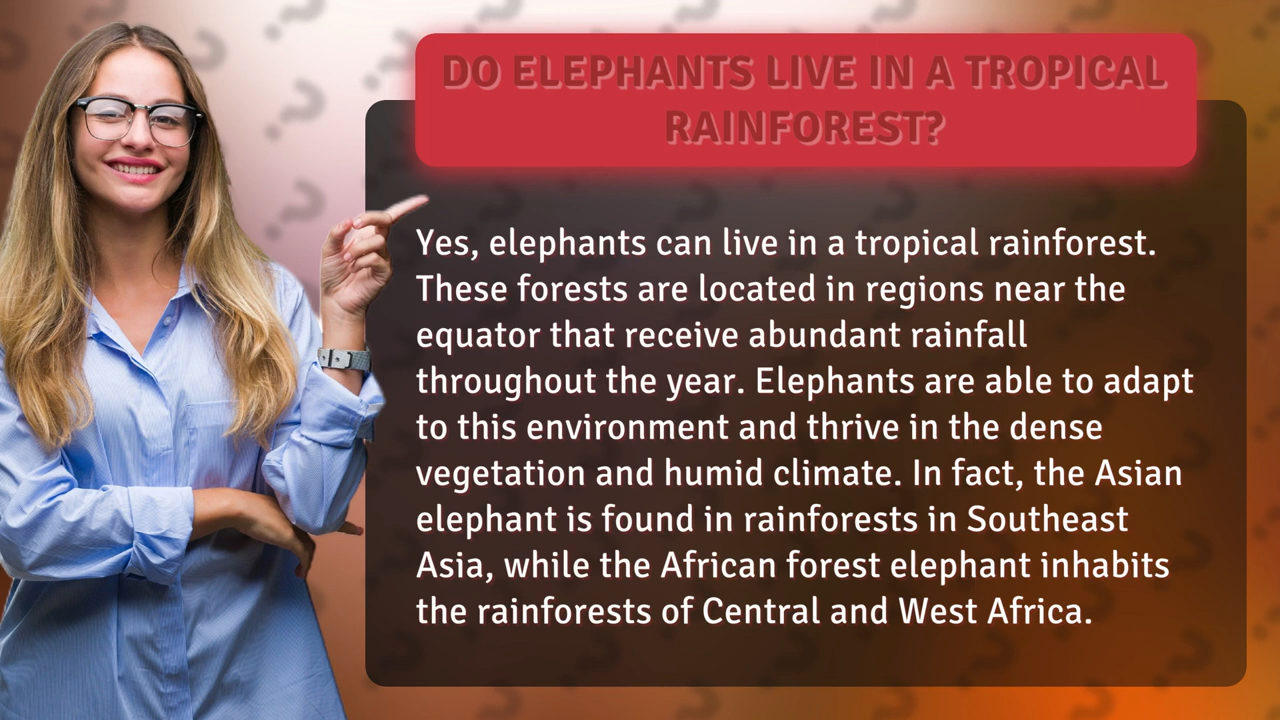 DO ELEPHANTS LIVE IN A TROPICAL
RAINFOREST?
Yes, elephants can live in a tropical rainforest.
These forests are located in regions near the
equator that receive abundant rainfall
throughout the year. Elephants are able to adapt
to this environment and thrive in the dense
vegetation and humid climate. In fact, the Asian
elephant is found in rainforests in Southeast
Asia, while the African forest elephant inhabits
the rainforests of Central and West Africa.